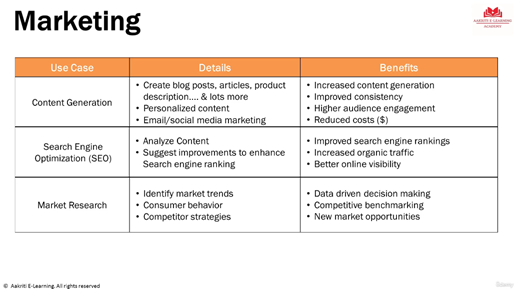 Marketing
AAKRITI E-LEARNING
ACADEMY
Use Case
Details
Benefits
Content Generation
• Create blog posts, articles, product
description.... & lots more
• Personalized content
• Email/social media marketing
• Increased content generation
• Improved consistency
• Higher audience engagement
• Reduced costs ($)
Search Engine
Optimization (SEO)
• Analyze Content
• Suggest improvements to enhance
Search engine ranking
• Improved search engine rankings
• Increased organic traffic
• Better online visibility
Market Research
• Identify market trends
• Consumer behavior
• Competitor strategies
• Data driven decision making
• Competitive benchmarking
• New market opportunities
© Aakriti E-Learning. All rights reserved
Udemy